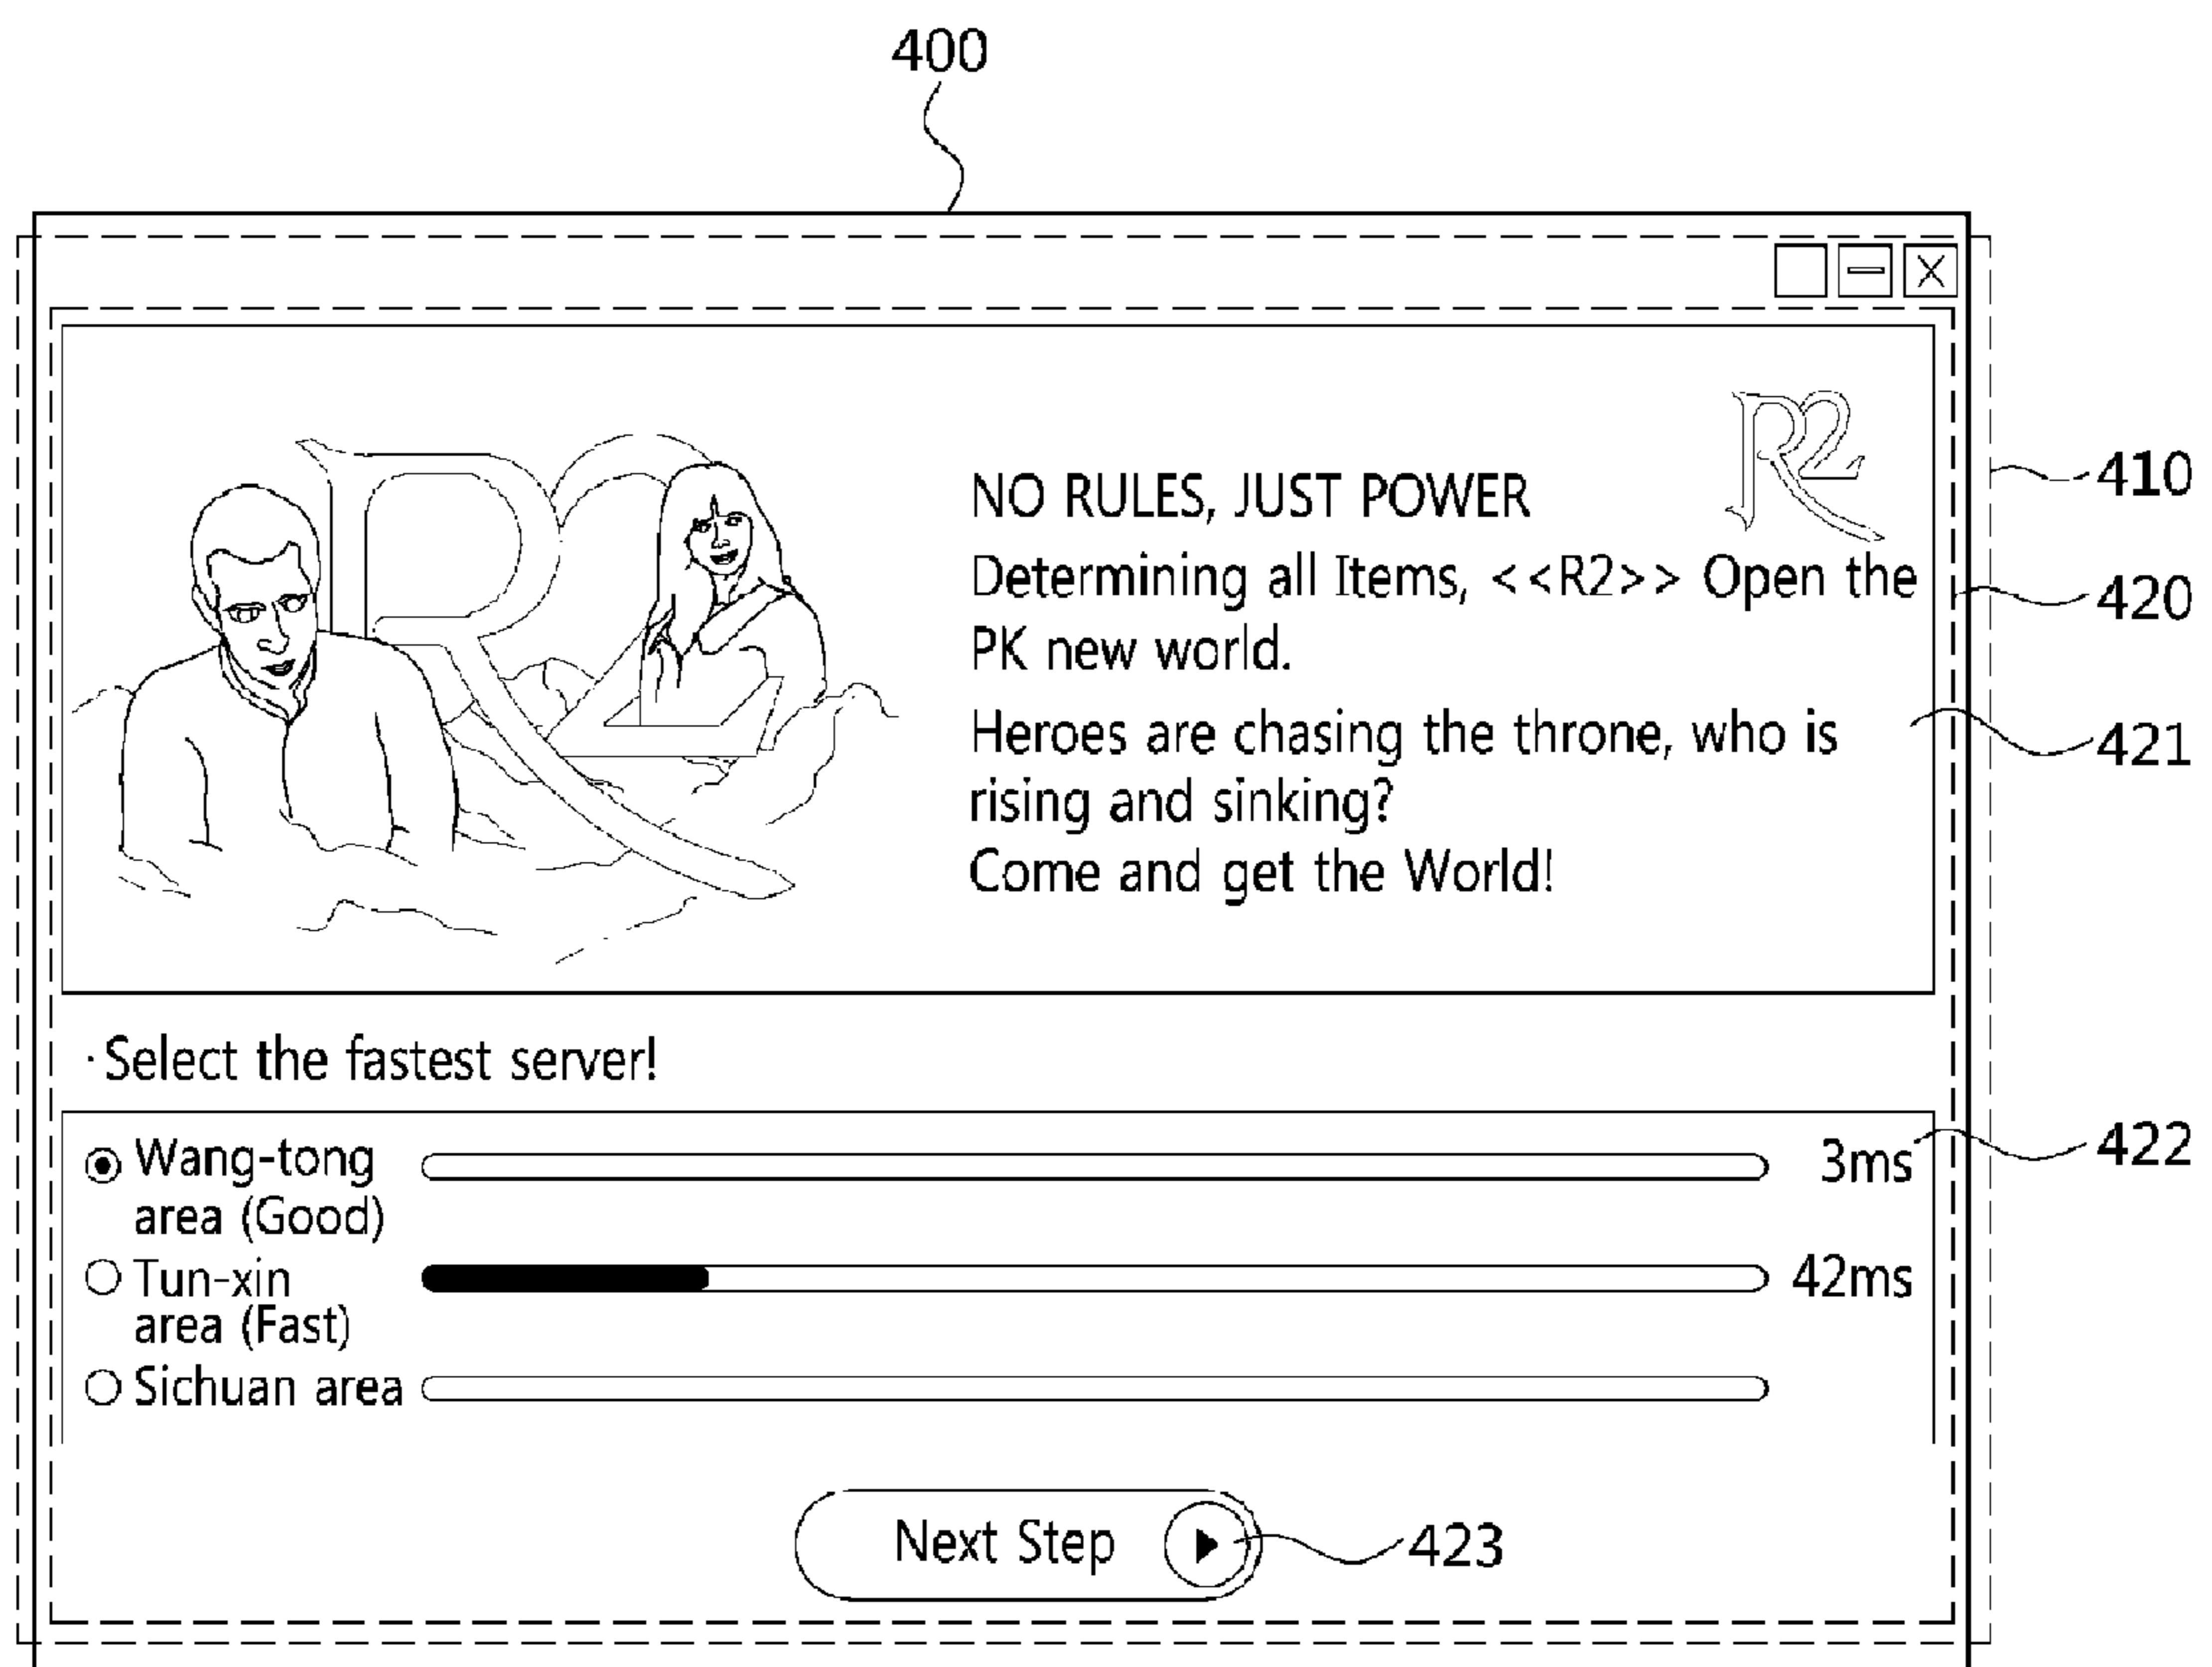 400
R2
NO RULES, JUST POWER
410
Determining all Items, <<R2>> Open the
420
PK new world.
Heroes are chasing the throne, who is
421
rising and sinking?
Come and get the World!
R2
· Select the fastest server!
Wang-tong
area (Good)
3ms
422
Tun-xin
area (Fast)
42ms
Sichuan area
Next Step
423